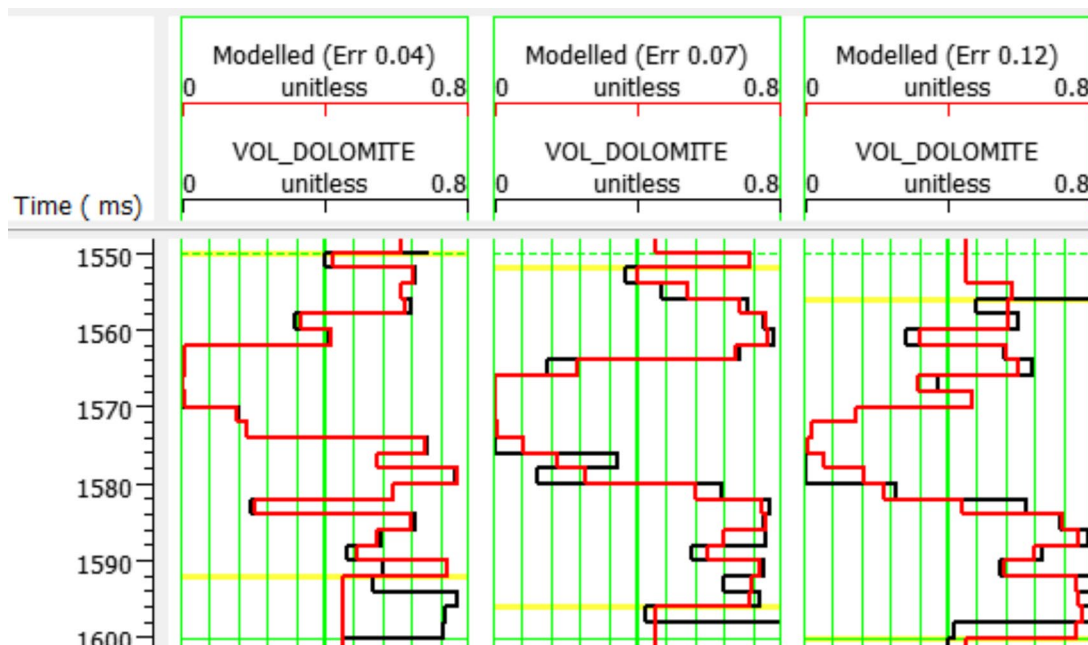 Modelled (Err 0.04) Modelled (Err 0.07) Modelled (Err 0.12)
0 unitless 0.8 0 unitless 0.8 0 unitless 0.8
VOL_DOLOMITE VOL_DOLOMITE VOL_DOLOMITE
0 unitless 0.8 0 unitless 0.8 0 unitless 0.8
Time ( ms)
1550
1560
1570
1580
1590
1600